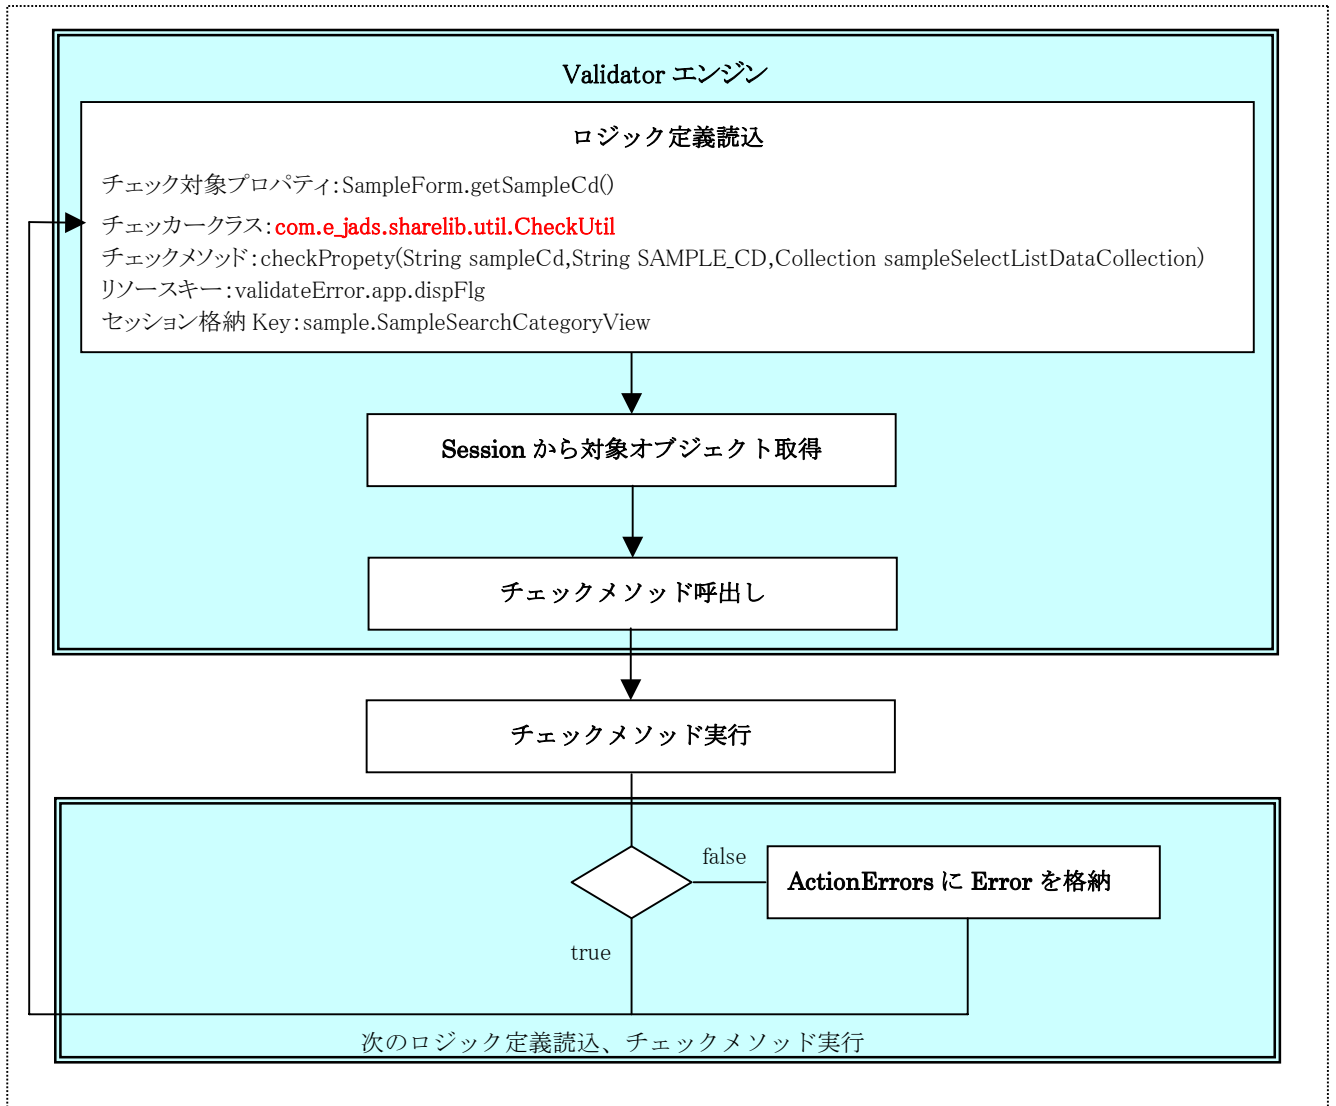 Validator エンジン
ロジック定義読込
チェック対象プロパティ:SampleForm.getSampleCd()
チェッカークラス:com.e_jads.sharelib.util.CheckUtil
チェックメソッド:checkPropety(String sampleCd,String SAMPLE_CD,Collection sampleSelectListDataCollection)
リソースキー:validateError.app.dispFlg
セッション格納 Key:sample.SampleSearchCategoryView
Session から対象オブジェクト取得
チェックメソッド呼出し
チェックメソッド実行
false
ActionErrors に Error を格納
true
次のロジック定義読込、チェックメソッド実行